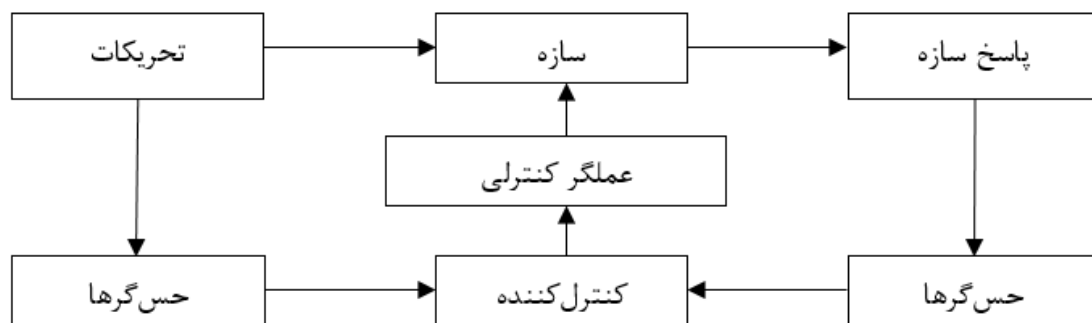 تحریکات
سازه
پاسخ سازه
عملگر کنترلی
حس‌گرها
کنترل‌کننده
حس‌گرها